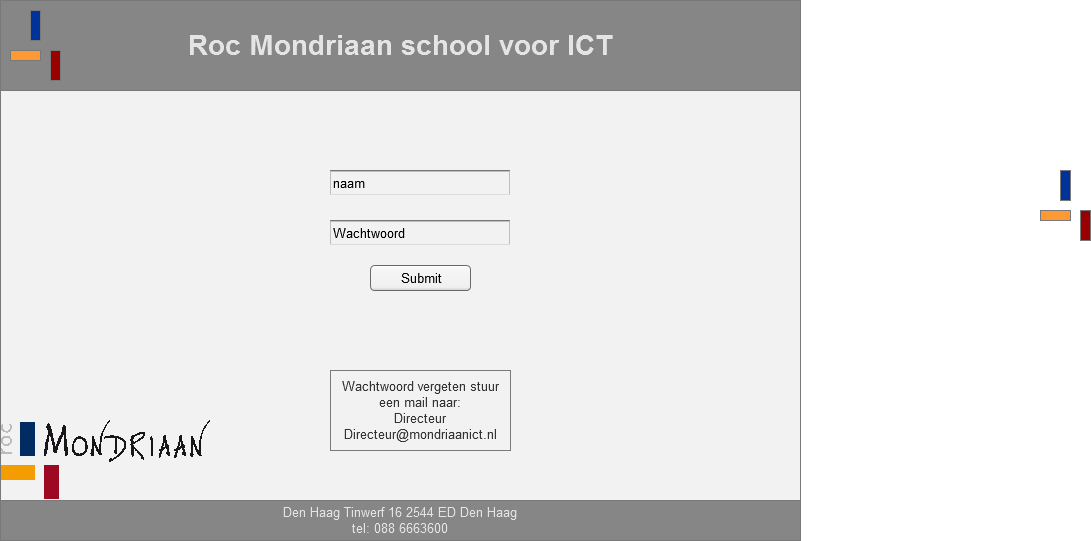 Roc Mondriaan school voor ICT
naam
Wachtwoord
Submit
Wachtwoord vergeten stuur
een mail naar:
Directeur
Directeur@mondriaanict.nl
roc MONDRIAAN
Den Haag Tinwerf 16 2544 ED Den Haag
tel: 088 6663600